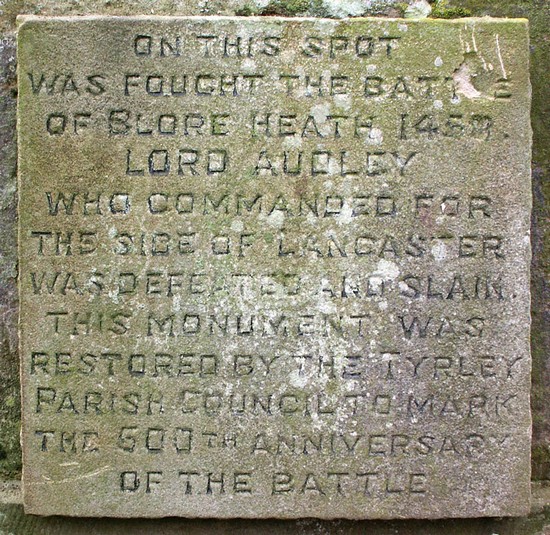 ON THIS SPOT
WAS FOUGHT THE BATTLE
OF BLORE HEATH 1459.
LORD AUDLEY
WHO COMMANDED FOR
THE SIDE OF LANCASTER
WAS DEFEATED AND SLAIN.
THIS MONUMENT WAS
RESTORED BY THE TYRLEY
PARISH COUNCIL TO MARK
THE 500TH ANNIVERSARY
OF THE BATTLE